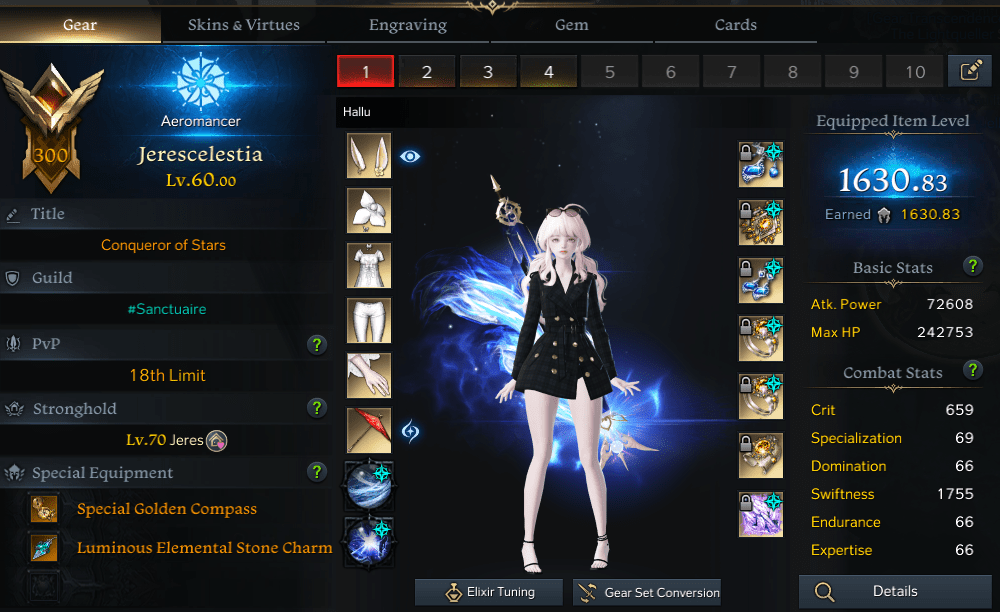 Gear
Skins & Virtues
Engraving
Gem
Cards
300
Aeromancer
Jerescelestia
Lv.60.00
Title
Conqueror of Stars
Guild
#Sanctuaire
PvP
?
18th Limit
Stronghold
?
Lv.70 Jeres
Special Equipment
?
Special Golden Compass
Luminous Elemental Stone Charm
1 2 3 4 5 6 7 8 9 10
Hallu
Elixir Tuning
Gear Set Conversion
Equipped Item Level
1630.83
Earned 1630.83
Basic Stats ?
Atk. Power 72608
Max HP 242753
Combat Stats ?
Crit 659
Specialization 69
Domination 66
Swiftness 1755
Endurance 66
Expertise 66
Details